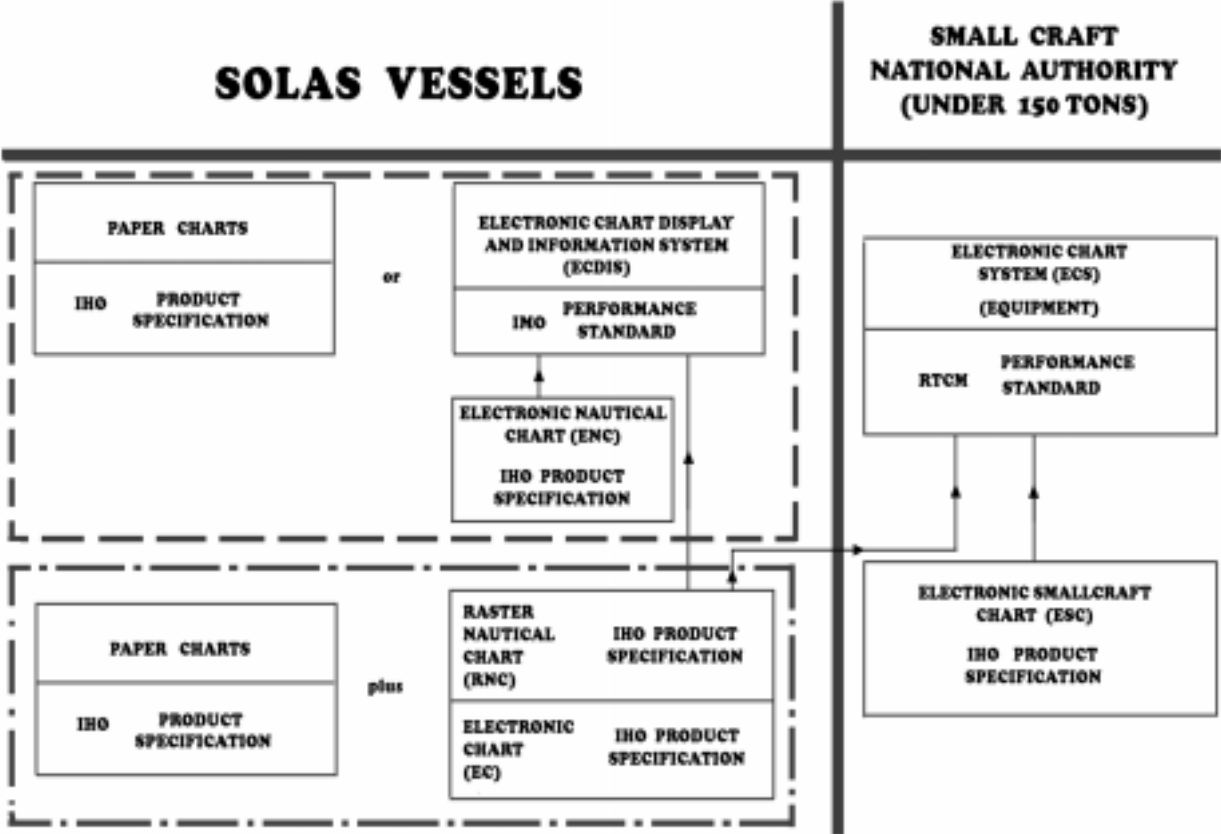 SOLAS VESSELS
SMALL CRAFT
NATIONAL AUTHORITY
(UNDER 150 TONS)
PAPER CHARTS
IHO PRODUCT
SPECIFICATION
or
ELECTRONIC CHART DISPLAY
AND INFORMATION SYSTEM
(ECDIS)
IMO PERFORMANCE
STANDARD
ELECTRONIC NAUTICAL
CHART (ENC)
IHO PRODUCT
SPECIFICATION
ELECTRONIC CHART
SYSTEM (ECS)
(EQUIPMENT)
RTCM PERFORMANCE
STANDARD
PAPER CHARTS
IHO PRODUCT
SPECIFICATION
plus
RASTER
NAUTICAL
CHART
(RNC)
IHO PRODUCT
SPECIFICATION
ELECTRONIC
CHART
(EC)
IHO PRODUCT
SPECIFICATION
ELECTRONIC SMALLCRAFT
CHART (ESC)
IHO PRODUCT
SPECIFICATION